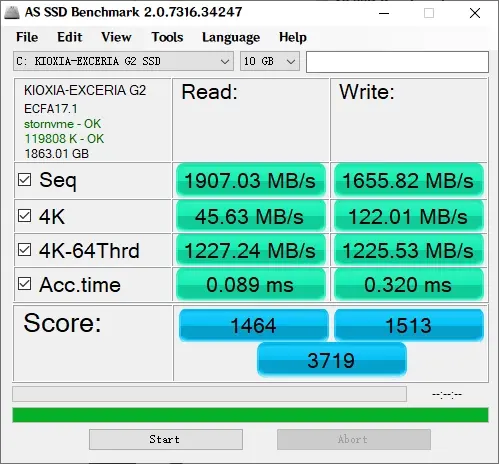 AS SSD Benchmark 2.0.7316.34247
File Edit View Tools Language Help
C: KIOXIA-EXCERIA G2 SSD 10 GB
KIOXIA-EXCERIA G2
ECFA17.1
stornvme - OK
119808 K - OK
1863.01 GB
Read: Write:
Seq 1907.03 MB/s 1655.82 MB/s
4K 45.63 MB/s 122.01 MB/s
4K-64Thrd 1227.24 MB/s 1225.53 MB/s
Acc.time 0.089 ms 0.320 ms
Score: 1464 1513
3719
--:--:--
Start Abort